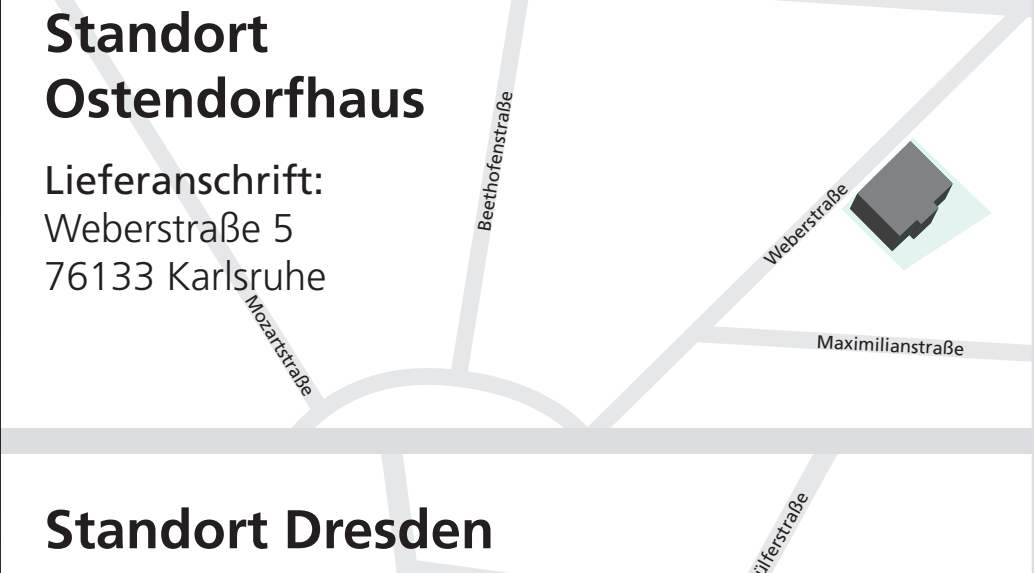 Standort
Ostendorfhaus
Lieferanschrift:
Weberstraße 5
76133 Karlsruhe
Beethofenstraße
Weberstraße
Mozartstraße
Maximilianstraße
Standort Dresden